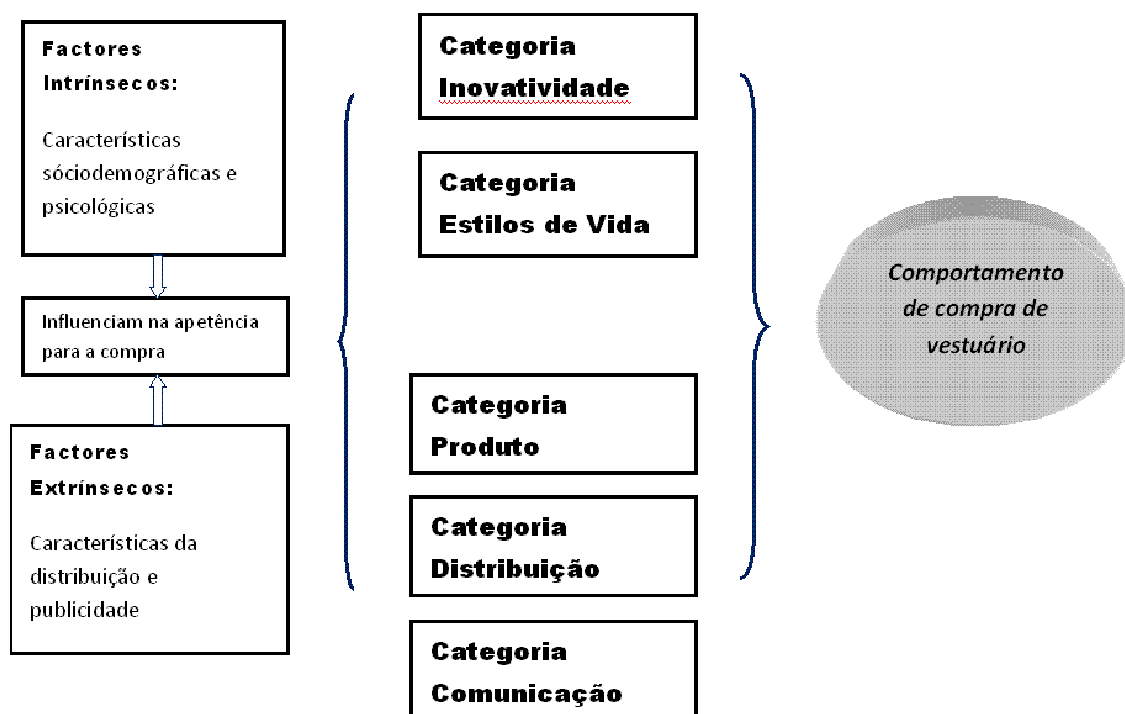 Factores
Intrínsecos:
Características
sóciodemográficas e
psicológicas
Influenciam na apetência
para a compra
Factores
Extrínsecos:
Características da
distribuição e
publicidade
Categoria
Inovatividade
Categoria
Estilos de Vida
Categoria
Produto
Categoria
Distribuição
Categoria
Comunicação
Comportamento
de compra de
vestuário